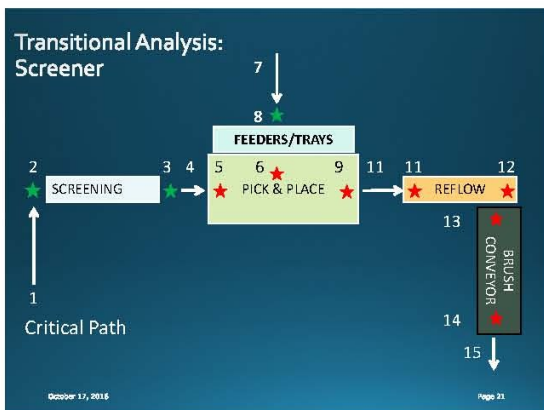 Transitional Analysis:
Screener
7
8
FEEDERS/TRAYS
2
3
4
5
6
9
11
11
12
SCREENING
PICK & PLACE
REFLOW
13
BRUSH
CONVEYOR
1
14
Critical Path
15
October 17, 2016
Page 21